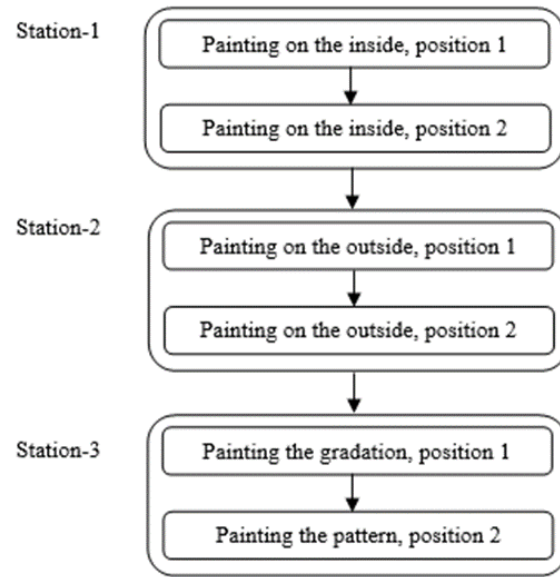 Station-1
Painting on the inside, position 1
Painting on the inside, position 2
Station-2
Painting on the outside, position 1
Painting on the outside, position 2
Station-3
Painting the gradation, position 1
Painting the pattern, position 2